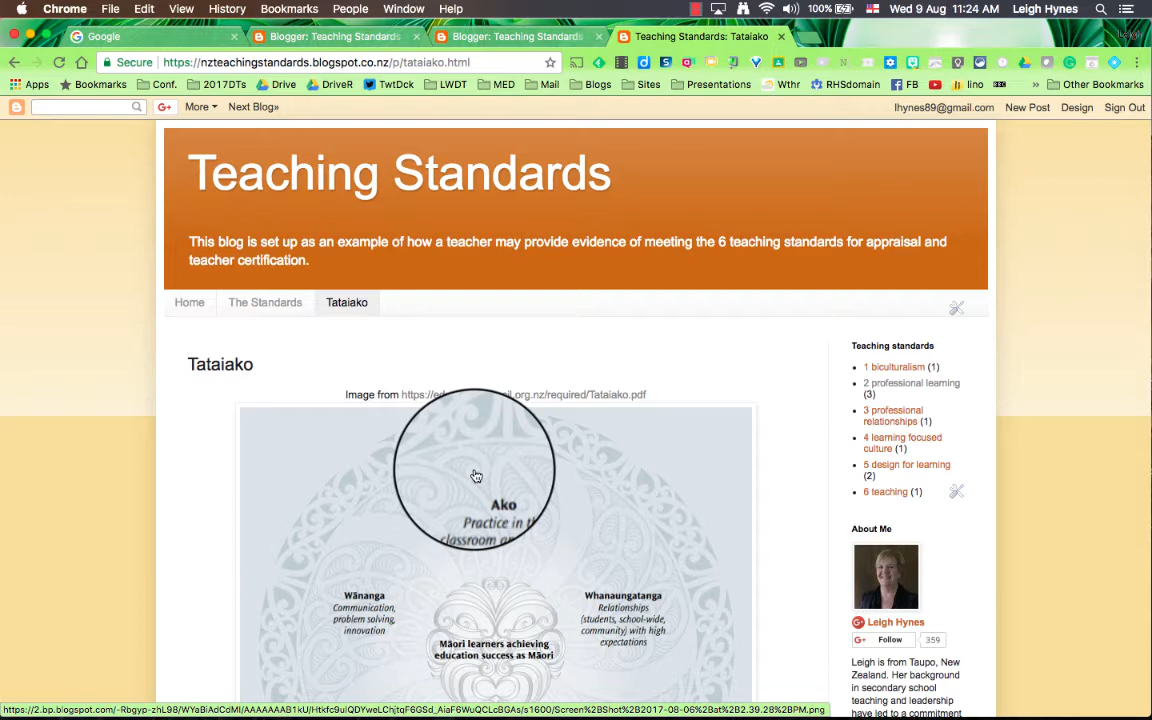 Chrome File Edit View History Bookmarks People Window Help 100% Wed 9 Aug 11:24 AM Leigh Hynes
Google Blogger: Teaching Standards Blogger: Teaching Standards Teaching Standards: Tataiako
Secure https://nzteachingstandards.blogspot.co.nz/p/tataiako.html
Apps Bookmarks Conf. 2017DTs Drive DriveR TwtDck LWDT MED Mail Blogs Sites Presentations Wthr RHSdomain FB lino » Other Bookmarks
G+ More Next Blog» lhynes89@gmail.com New Post Design Sign Out
Teaching Standards
This blog is set up as an example of how a teacher may provide evidence of meeting the 6 teaching standards for appraisal and
teacher certification.
Home The Standards Tataiako
Tataiako
Image from
.org.nz/required/Tataiako.pdf
Ako
Practice in
classroom
Wānanga
Communication,
problem solving,
innovation
Whanaungatanga
Relationships
(students, school-wide,
community) with high
expectations
Māori learners achieving
education success as Māori
Teaching standards
1 biculturalism (1)
2 professional learning
(3)
3 professional
relationships (1)
4 learning focused
culture (1)
5 design for learning
(2)
6 teaching (1)
About Me
Leigh Hynes
G+ Follow 359
Leigh is from Taupo, New
Zealand. Her background
in secondary school
teaching and leadership
have led to a commitment